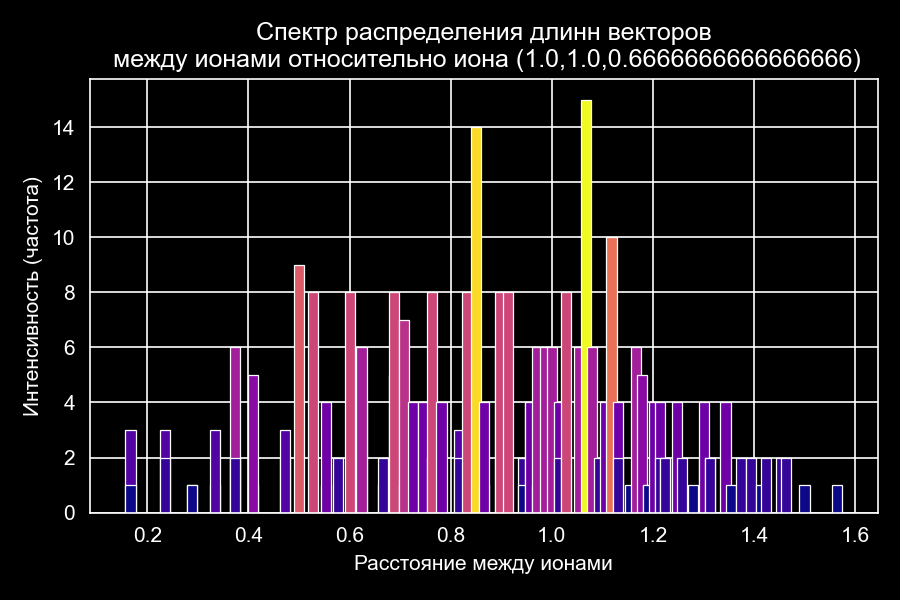 Спектр распределения длинн векторов
между ионами относительно иона (1.0,1.0,0.6666666666666666)
Интенсивность (частота)
14
12
10
8
6
4
2
0
0.2 0.4 0.6 0.8 1.0 1.2 1.4 1.6
Расстояние между ионами